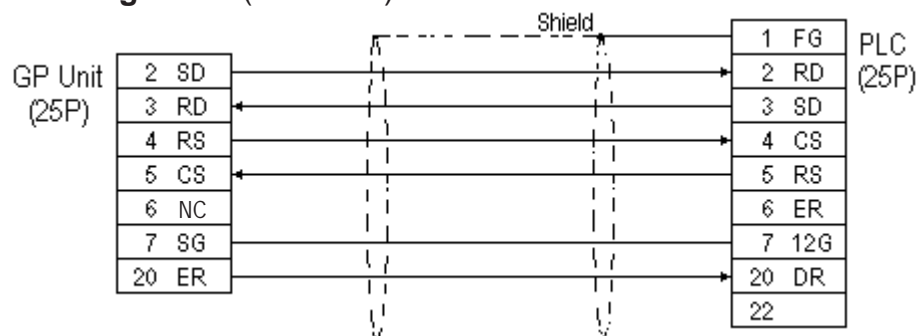 Shield
GP Unit
(25P)
2 SD
3 RD
4 RS
5 CS
6 NC
7 SG
20 ER
1 FG
2 RD
3 SD
4 CS
5 RS
6 ER
7 12G
20 DR
22
PLC
(25P)